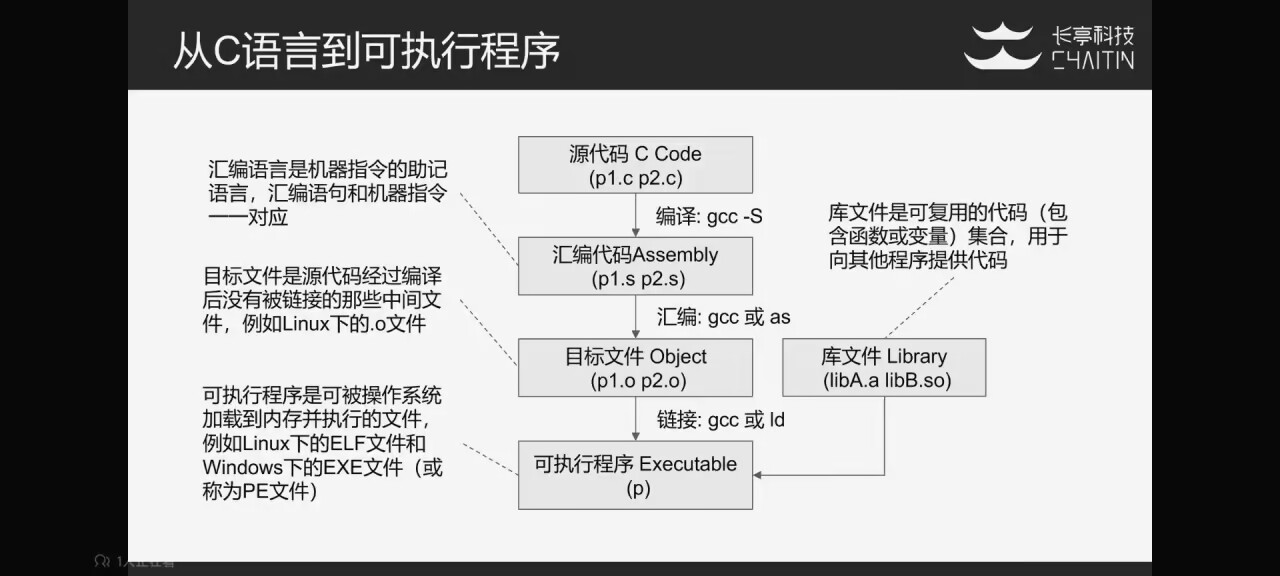 从C语言到可执行程序
长亭科技
CHAITIN
汇编语言是机器指令的助记
语言，汇编语句和机器指令
一一对应
目标文件是源代码经过编译
后没有被链接的那些中间文
件，例如Linux下的.o文件
可执行程序是可被操作系统
加载到内存并执行的文件，
例如Linux下的ELF文件和
Windows下的EXE文件（或
称为PE文件）
源代码 C Code
(p1.c p2.c)
编译: gcc -S
汇编代码Assembly
(p1.s p2.s)
汇编: gcc 或 as
目标文件 Object
(p1.o p2.o)
链接: gcc 或 ld
可执行程序 Executable
(p)
库文件是可复用的代码（包
含函数或变量）集合，用于
向其他程序提供代码
库文件 Library
(libA.a libB.so)
1人正在看